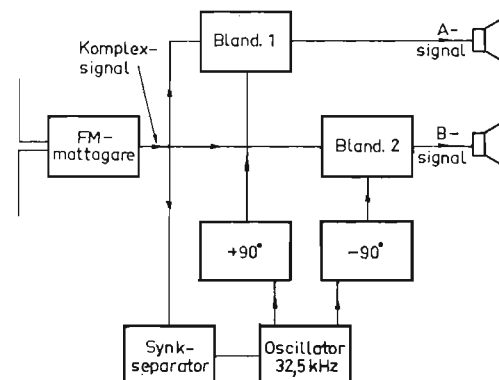 Bland. 1
A-
signal
Komplex-
signal
FM-
mottagare
Bland. 2
B-
signal
+90°
-90°
Synk-
separator
Oscillator
32,5 kHz